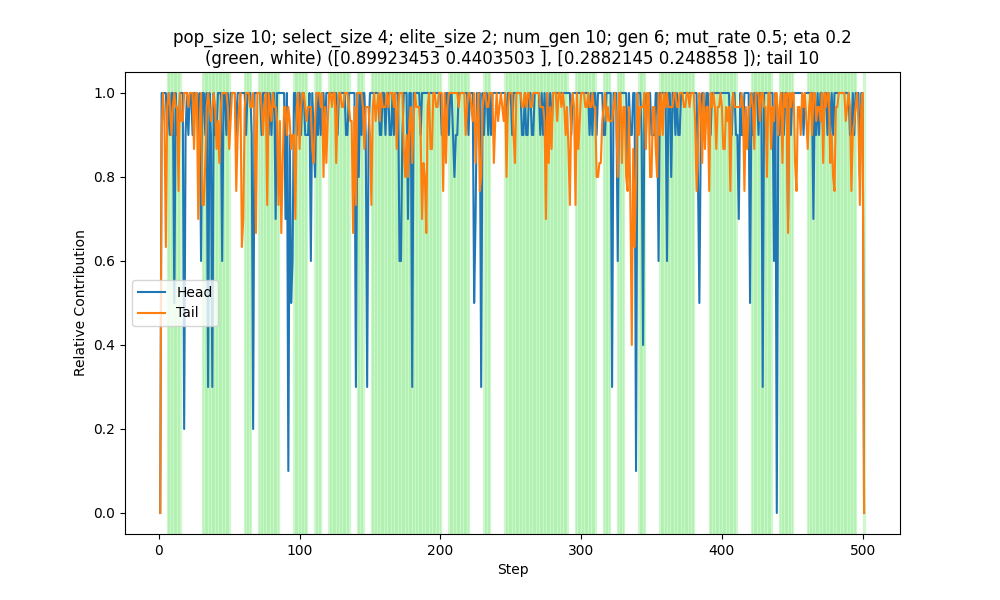 pop_size 10; select_size 4; elite_size 2; num_gen 10; gen 6; mut_rate 0.5; eta 0.2
(green, white) ([0.89923453 0.4403503 ], [0.2882145 0.248858 ]); tail 10
1.0
0.8
0.6
0.4
0.2
0.0
Relative Contribution
Head
Tail
0
100
200
300
400
500
Step